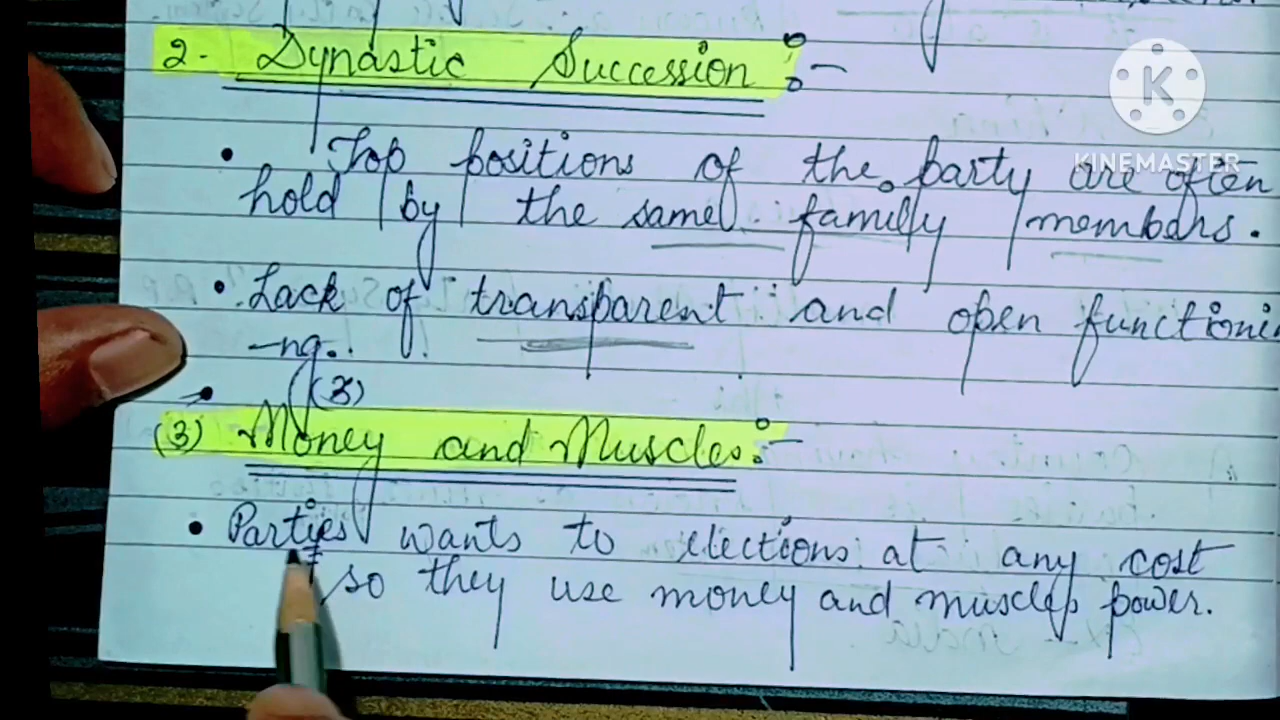 2. Dynastic Succession :-
K
KINEMASTER
• Top positions of the party are often
hold by the same family members.
• Lack of transparent and open functioni
-ng.
(3)
(3) Money and Muscles :-
• Parties wants to elections at any cost
so they use money and muscles power.